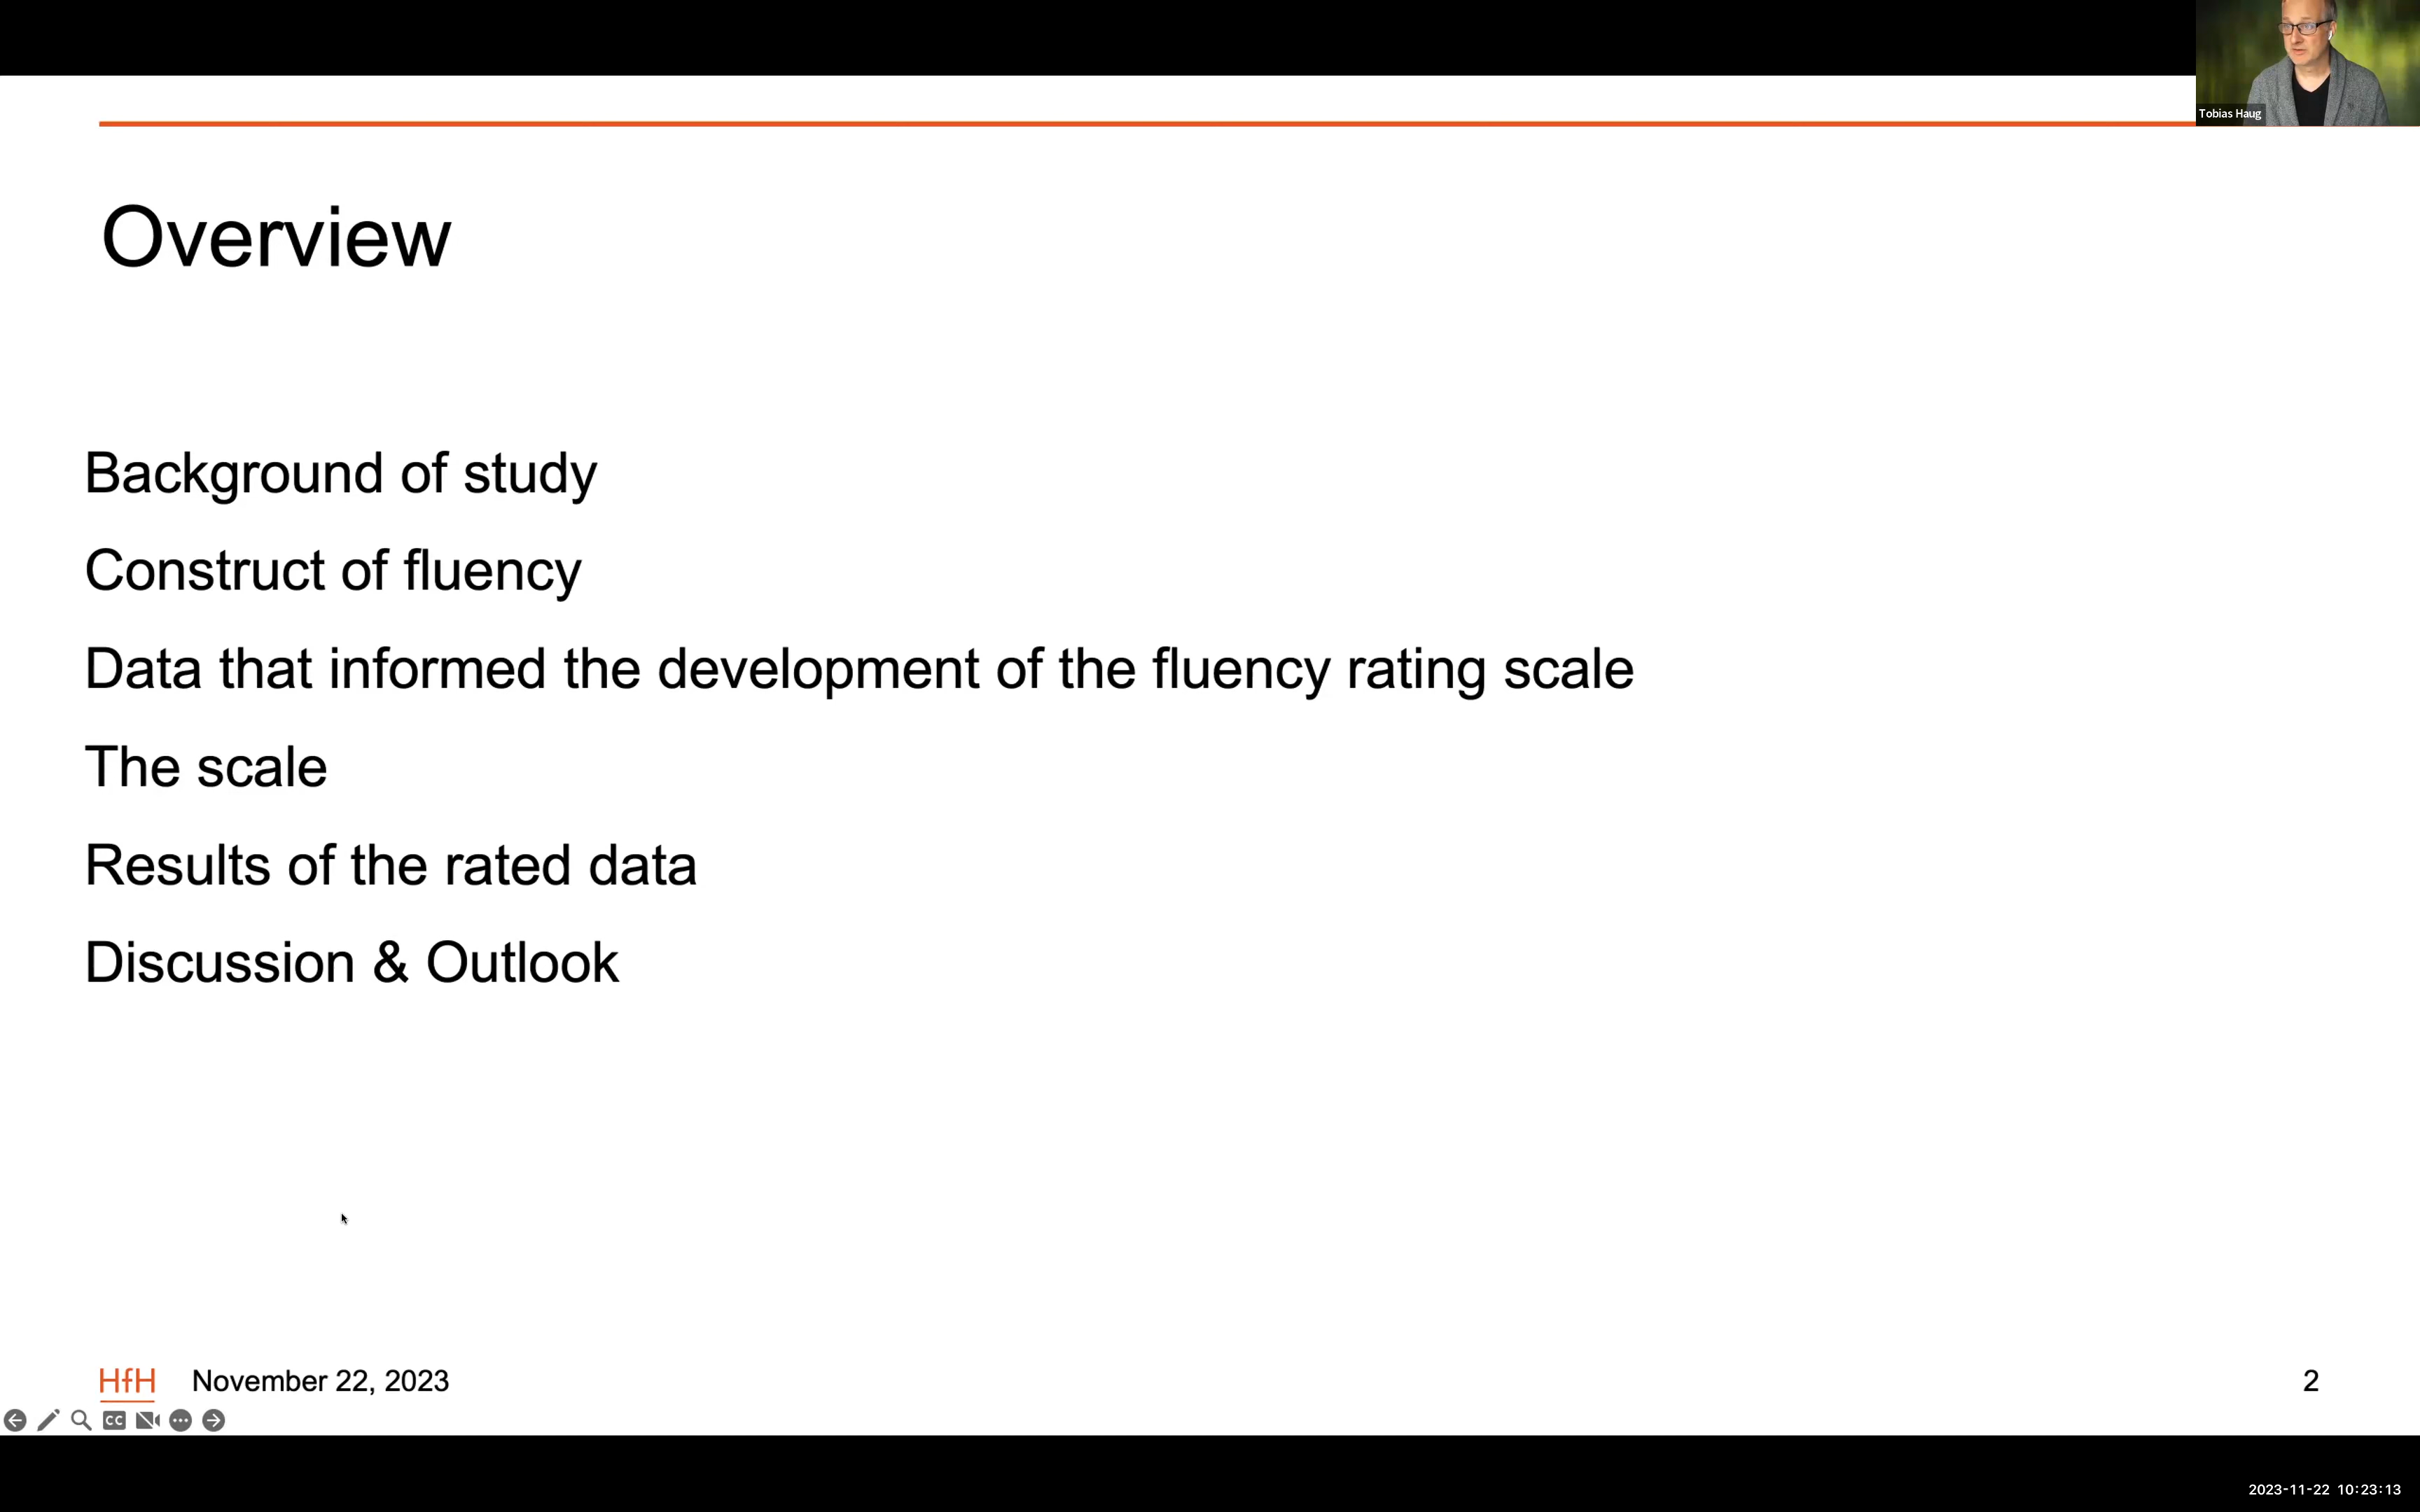 Tobias Haug
Overview
Background of study
Construct of fluency
Data that informed the development of the fluency rating scale
The scale
Results of the rated data
Discussion & Outlook
HfH November 22, 2023
2
CC
2023-11-22 10:23:13